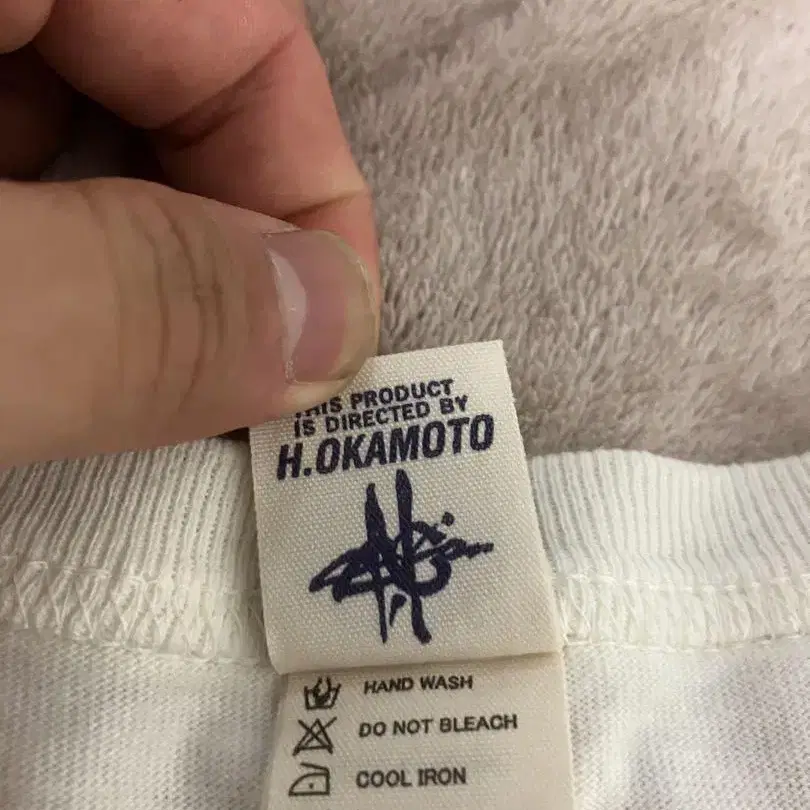 THIS PRODUCT
IS DIRECTED BY
H.OKAMOTO
HAND WASH
DO NOT BLEACH
COOL IRON